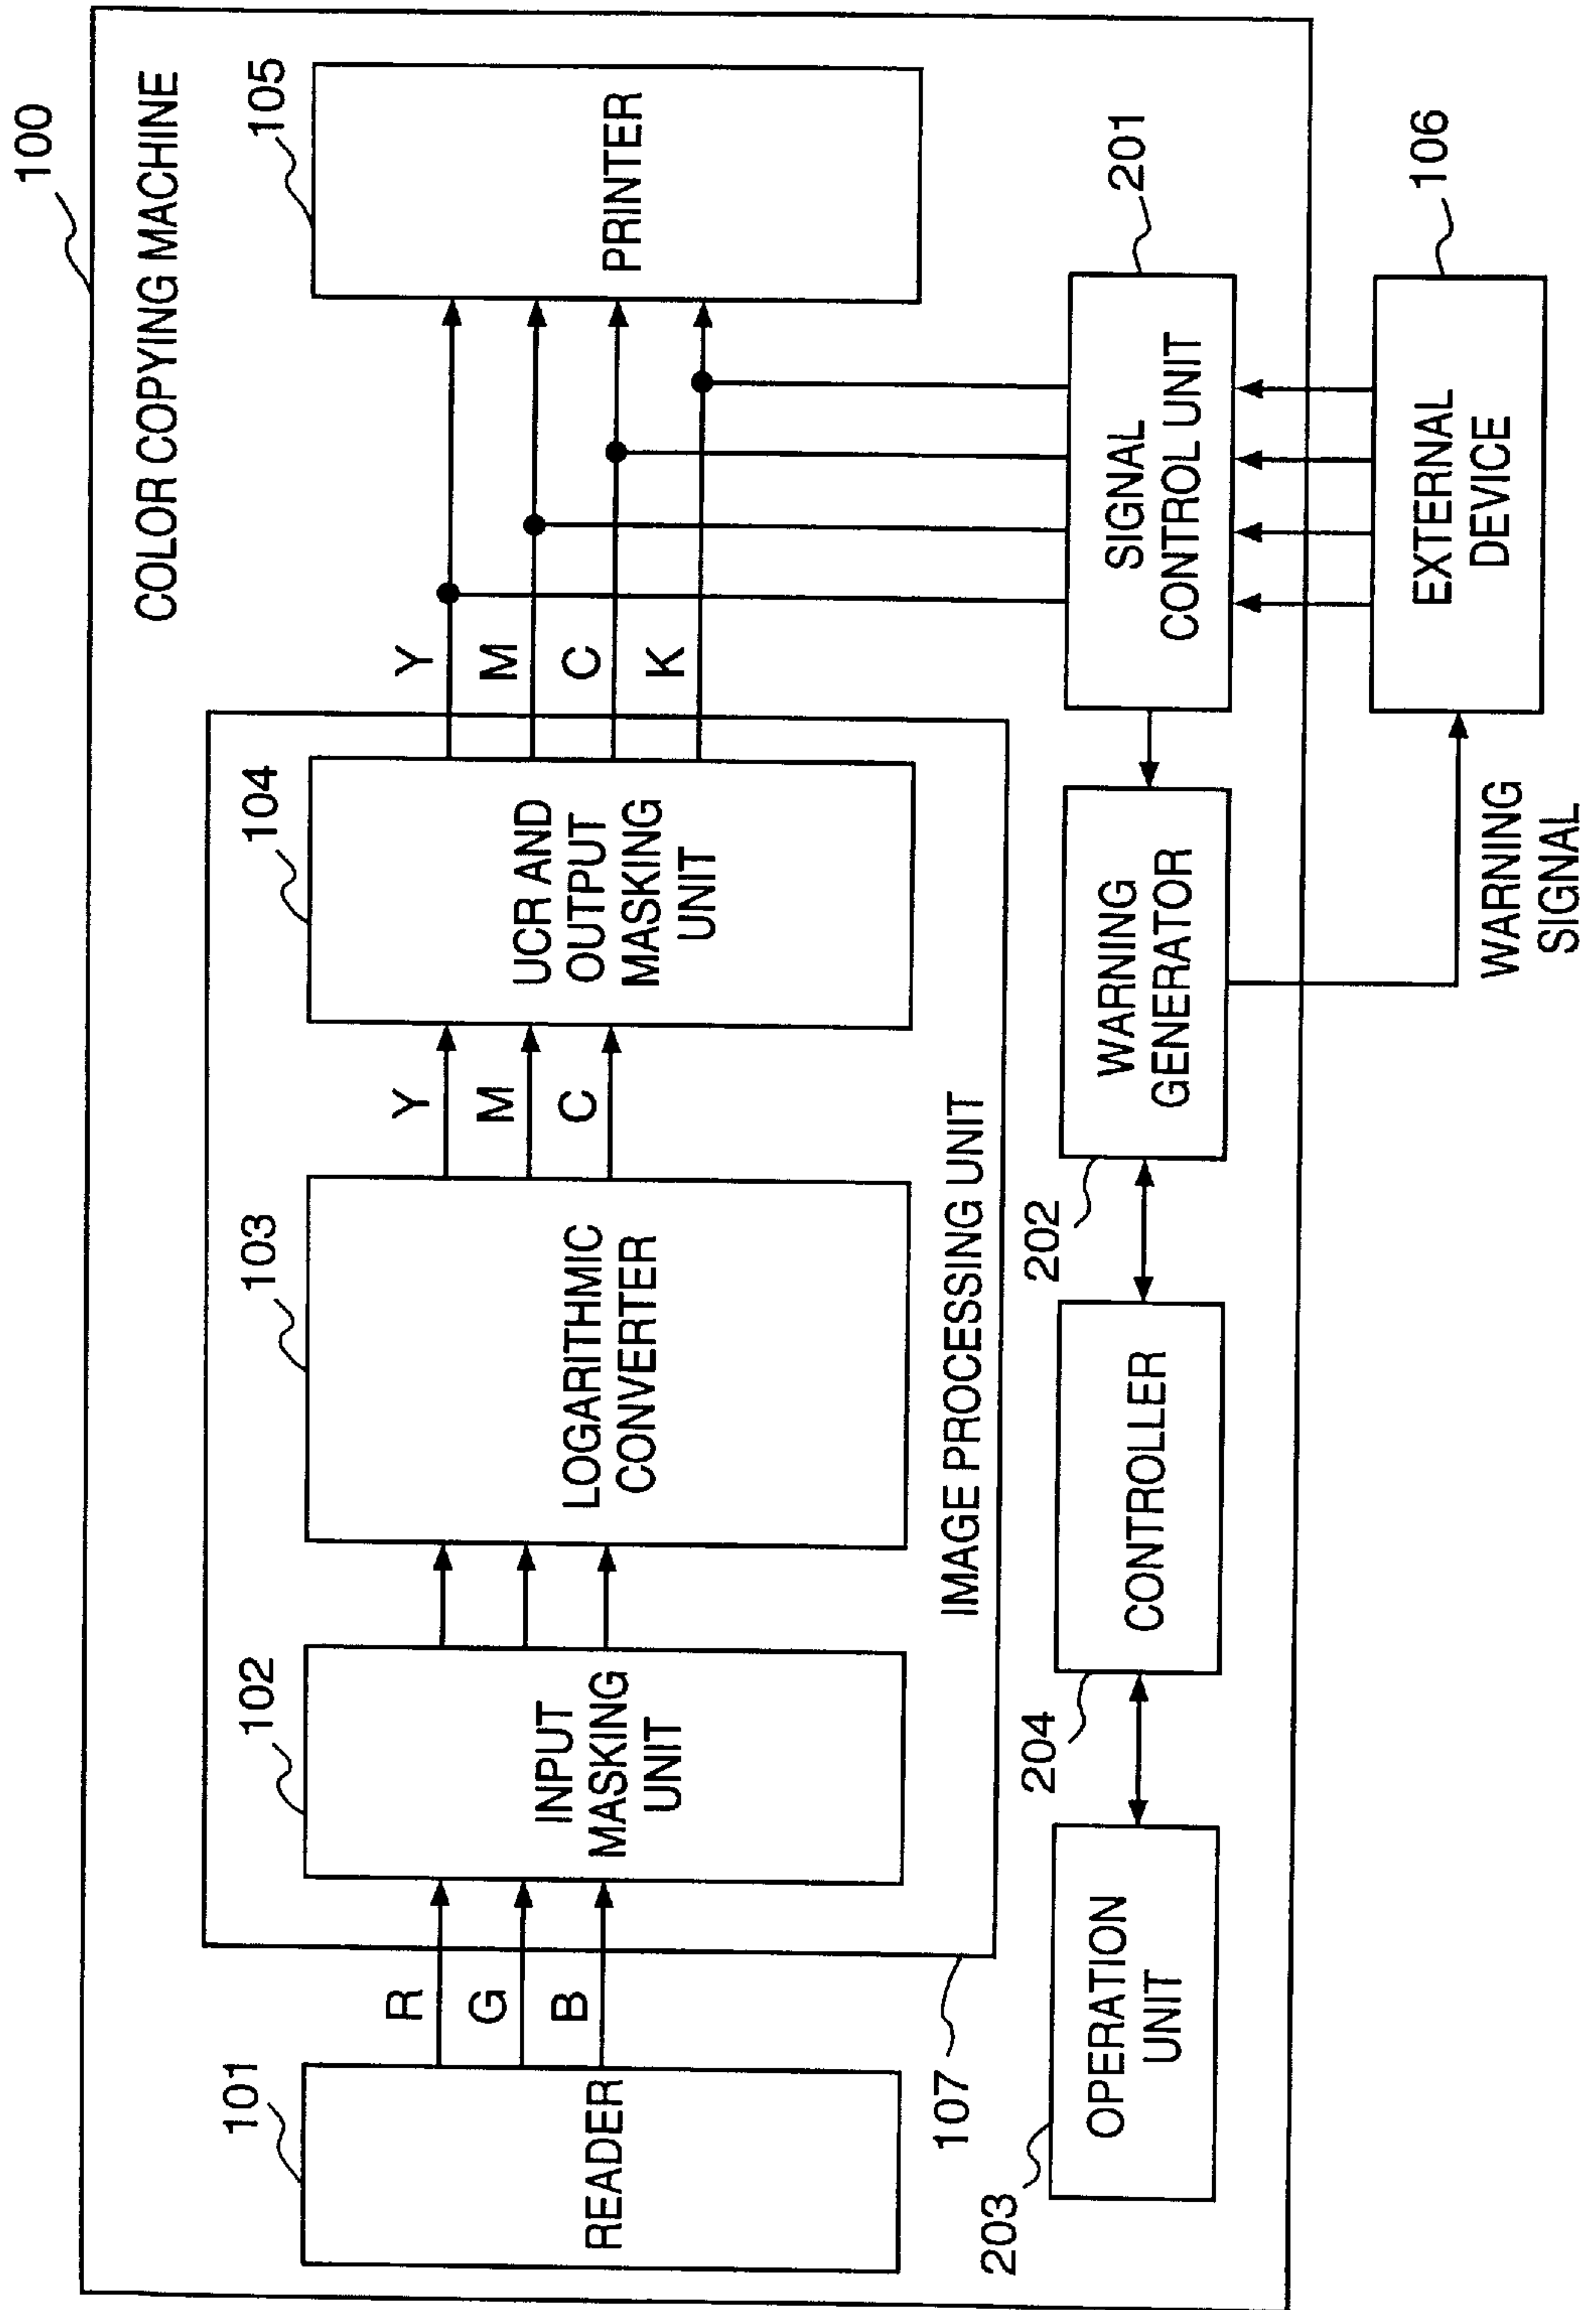 100
COLOR COPYING MACHINE
101
READER
R
G
B
107
102
INPUT
MASKING
UNIT
103
LOGARITHMIC
CONVERTER
Y
M
C
104
UCR AND
OUTPUT
MASKING
UNIT
IMAGE PROCESSING UNIT
Y
M
C
K
105
PRINTER
203
OPERATION
UNIT
204
CONTROLLER
202
WARNING
GENERATOR
201
SIGNAL
CONTROL UNIT
106
EXTERNAL
DEVICE
WARNING
SIGNAL